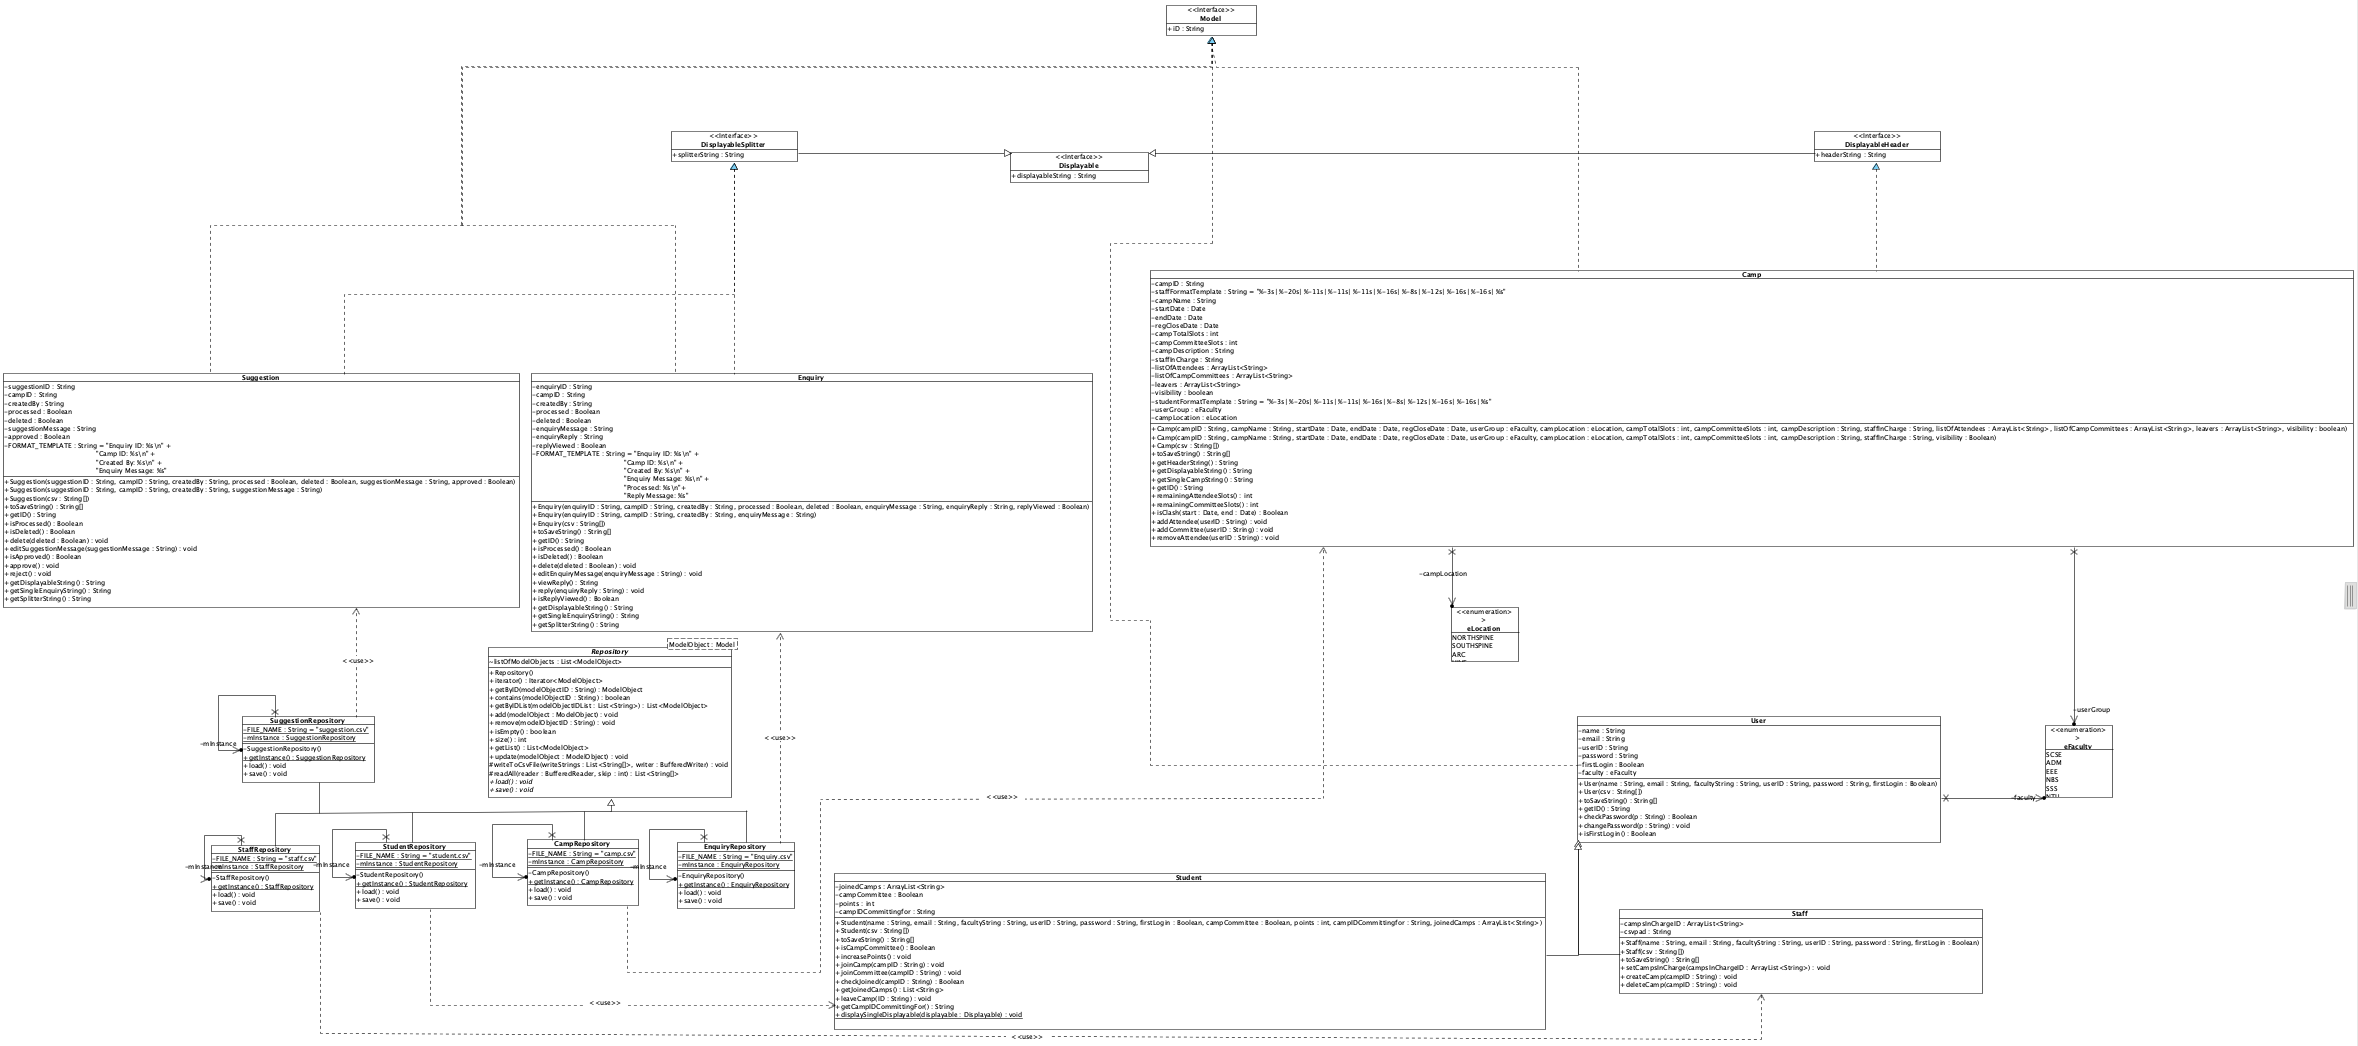 <<Interface>>
Model
+ iD : String
<<Interface>>
DisplayableSplitter
+ splitterString : String
<<Interface>>
Displayable
+ displayableString : String
<<Interface>>
DisplayableHeader
+ headerString : String
Camp
-campID : String
-staffFormatTemplate : String = "%-3s| %-20s| %-11s| %-11s| %-11s| %-16s| %-8s| %-12s| %-16s| %-16s| %s"
-campName : String
-startDate : Date
-endDate : Date
-regCloseDate : Date
-campTotalSlots : int
-campCommitteeSlots : int
-campDescription : String
-staffInCharge : String
-listOfAttendees : ArrayList<String>
-listOfCampCommittees : ArrayList<String>
-leavers : ArrayList<String>
-visibility : boolean
-studentFormatTemplate : String = "%-3s| %-20s| %-11s| %-11s| %-16s| %-8s| %-12s| %-16s| %-16s| %s"
-userGroup : eFaculty
-campLocation : eLocation
+Camp(campID : String, campName : String, startDate : Date, endDate : Date, regCloseDate : Date, userGroup : eFaculty, campLocation : eLocation, campTotalSlots : int, campCommitteeSlots : int, campDescription : String, staffInCharge : String, listOfAttendees : ArrayList<String>, listOfCampCommittees : ArrayList<String>, leavers : ArrayList<String>, visibility : boolean)
+Camp(campID : String, campName : String, startDate : Date, endDate : Date, regCloseDate : Date, userGroup : eFaculty, campLocation : eLocation, campTotalSlots : int, campCommitteeSlots : int, campDescription : String, staffInCharge : String, visibility : Boolean)
+Camp(csv : String[])
+toSaveString() : String[]
+getHeaderString() : String
+getDisplayableString() : String
+getSingleCampString() : String
+getID() : String
+remainingAttendeeSlots() : int
+remainingCommitteeSlots() : int
+isClash(start : Date, end : Date) : Boolean
+addAttendee(userID : String) : void
+addCommittee(userID : String) : void
+removeAttendee(userID : String) : void
Suggestion
-suggestionID : String
-campID : String
-createdBy : String
-processed : Boolean
-deleted : Boolean
-suggestionMessage : String
-approved : Boolean
-FORMAT_TEMPLATE : String = "Enquiry ID: %s\n" +
"Camp ID: %s\n" +
"Created By: %s\n" +
"Enquiry Message: %s"
+Suggestion(suggestionID : String, campID : String, createdBy : String, processed : Boolean, deleted : Boolean, suggestionMessage : String, approved : Boolean)
+Suggestion(suggestionID : String, campID : String, createdBy : String, suggestionMessage : String)
+Suggestion(csv : String[])
+toSaveString() : String[]
+getID() : String
+isProcessed() : Boolean
+isDeleted() : Boolean
+delete(deleted : Boolean) : void
+editSuggestionMessage(suggestionMessage : String) : void
+isApproved() : Boolean
+approve() : void
+reject() : void
+getDisplayableString() : String
+getSingleEnquiryString() : String
+getSplitterString() : String
Enquiry
-enquiryID : String
-campID : String
-createdBy : String
-processed : Boolean
-deleted : Boolean
-enquiryMessage : String
-enquiryReply : String
-replyViewed : Boolean
-FORMAT_TEMPLATE : String = "Enquiry ID: %s\n" +
"Camp ID: %s\n" +
"Created By: %s\n" +
"Enquiry Message: %s\n" +
"Processed: %s\n"+
"Reply Message: %s"
+Enquiry(enquiryID : String, campID : String, createdBy : String, processed : Boolean, deleted : Boolean, enquiryMessage : String, enquiryReply : String, replyViewed : Boolean)
+Enquiry(enquiryID : String, campID : String, createdBy : String, enquiryMessage : String)
+Enquiry(csv : String[])
+toSaveString() : String[]
+getID() : String
+isProcessed() : Boolean
+isDeleted() : Boolean
+delete(deleted : Boolean) : void
+editEnquiryMessage(enquiryMessage : String) : void
+viewReply() : String
+reply(enquiryReply : String) : void
+isReplyViewed() : Boolean
+getDisplayableString() : String
+getSingleEnquiryString() : String
+getSplitterString() : String
-campLocation
<<enumeration>
>
eLocation
NORTHSPINE
SOUTHSPINE
ARC
ModelObject : Model
Repository
~listOfModelObjects : List<ModelObject>
+Repository()
+iterator() : Iterator<ModelObject>
+getByID(modelObjectID : String) : ModelObject
+contains(modelObjectID : String) : boolean
+getByIDList(modelObjectIDList : List<String>) : List<ModelObject>
+add(modelObject : ModelObject) : void
+remove(modelObjectID : String) : void
+isEmpty() : boolean
+size() : int
+getList() : List<ModelObject>
+update(modelObject : ModelObject) : void
#writeToCsvFile(writeStrings : List<String[]>, writer : BufferedWriter) : void
#readAll(reader : BufferedReader, skip : int) : List<String[]>
+load() : void
+save() : void
<<use>>
<<use>>
<<use>>
<<use>>
<<use>>
SuggestionRepository
-FILE_NAME : String = "suggestion.csv"
-mInstance : SuggestionRepository
-SuggestionRepository()
+getInstance() : SuggestionRepository
+load() : void
+save() : void
-mInstance
-userGroup
<<enumeration>
>
eFaculty
SCSE
ADM
EEE
NBS
SSS
NTU
-faculty
User
-name : String
-email : String
-userID : String
-password : String
-firstLogin : Boolean
-faculty : eFaculty
+User(name : String, email : String, facultyString : String, userID : String, password : String, firstLogin : Boolean)
+User(csv : String[])
+toSaveString() : String[]
+getID() : String
+checkPassword(p : String) : Boolean
+changePassword(p : String) : void
+isFirstLogin() : Boolean
StaffRepository
-FILE_NAME : String = "staff.csv"
-mInstance : StaffRepository
-StaffRepository()
+getInstance() : StaffRepository
+load() : void
+save() : void
-mInstance
StudentRepository
-FILE_NAME : String = "student.csv"
-mInstance : StudentRepository
-StudentRepository()
+getInstance() : StudentRepository
+load() : void
+save() : void
-mInstance
CampRepository
-FILE_NAME : String = "camp.csv"
-mInstance : CampRepository
-CampRepository()
+getInstance() : CampRepository
+load() : void
+save() : void
-mInstance
EnquiryRepository
-FILE_NAME : String = "Enquiry.csv"
-mInstance : EnquiryRepository
-EnquiryRepository()
+getInstance() : EnquiryRepository
+load() : void
+save() : void
-mInstance
Student
-joinedCamps : ArrayList<String>
-campCommittee : Boolean
-points : int
-campIDCommittingfor : String
+Student(name : String, email : String, facultyString : String, userID : String, password : String, firstLogin : Boolean, campCommittee : Boolean, points : int, campIDCommittingfor : String, joinedCamps : ArrayList<String>)
+Student(csv : String[])
+toSaveString() : String[]
+isCampCommittee() : Boolean
+increasePoints() : void
+joinCamp(campID : String) : void
+joinCommittee(campID : String) : void
+checkJoined(campID : String) : Boolean
+getJoinedCamps() : List<String>
+leaveCamp(ID : String) : void
+getCampIDCommittingFor() : String
+displaySingleDisplayable(displayable : Displayable) : void
Staff
-campsInChargeID : ArrayList<String>
-csvpad : String
+Staff(name : String, email : String, facultyString : String, userID : String, password : String, firstLogin : Boolean)
+Staff(csv : String[])
+toSaveString() : String[]
+setCampsInCharge(campsInChargeID : ArrayList<String>) : void
+createCamp(campID : String) : void
+deleteCamp(campID : String) : void